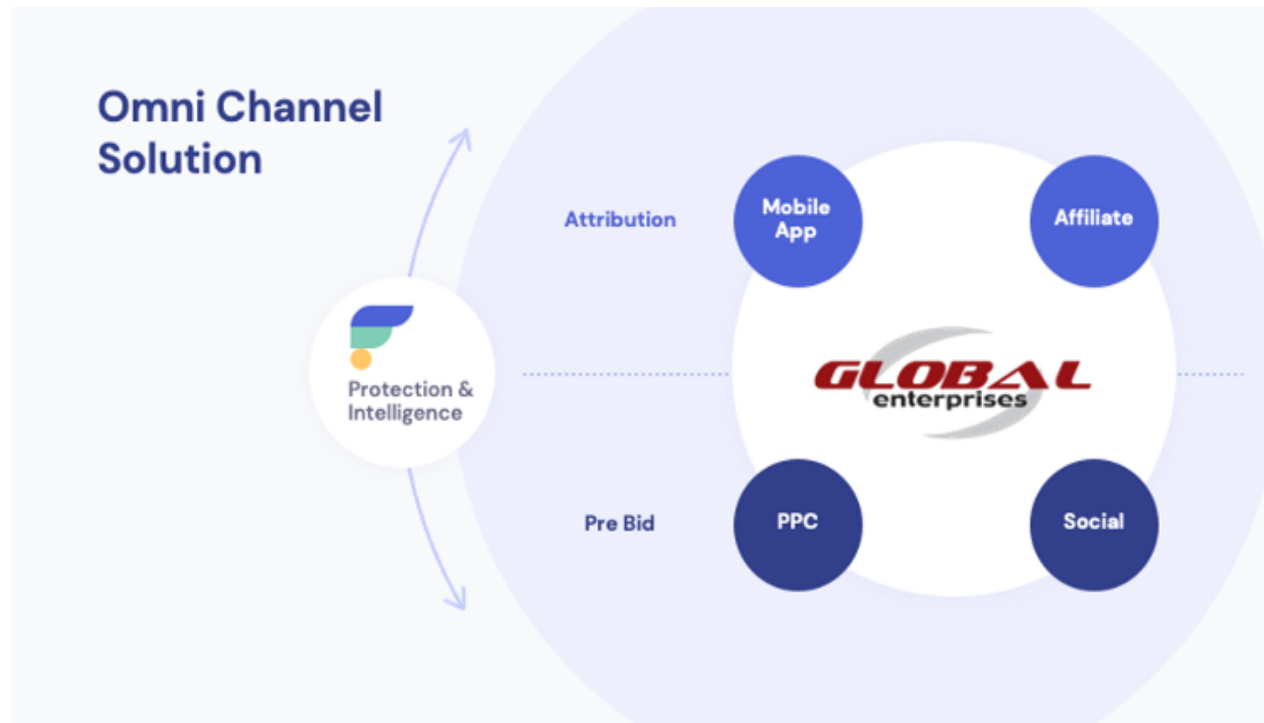 Omni Channel
Solution
Attribution
Mobile
App
Affiliate
Protection &
Intelligence
GLOBAL
enterprises
Pre Bid
PPC
Social